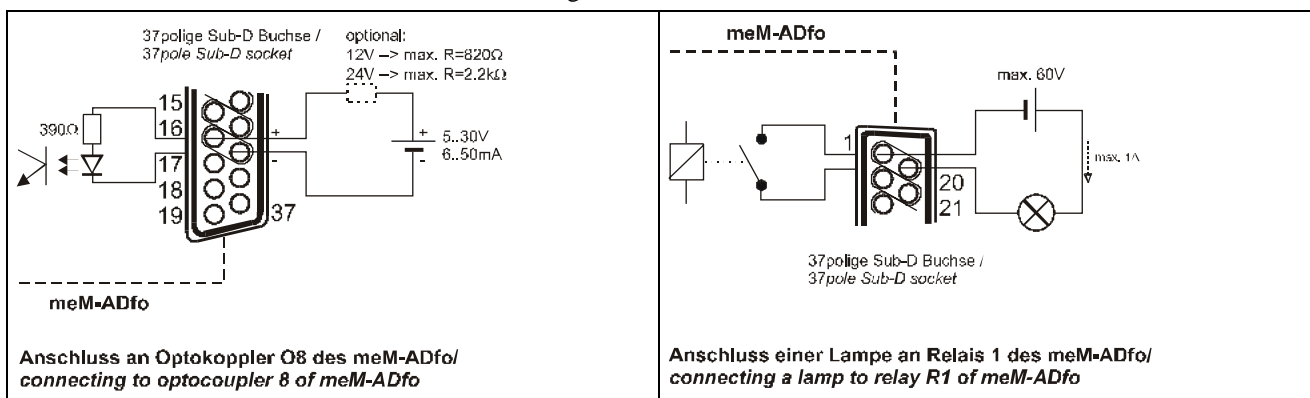 37polige Sub-D Buchse /
37pole Sub-D socket
optional:
12V –> max. R=820Ω
24V –> max. R=2.2kΩ
390Ω
15
16
17
18
19
37
+
-
+
-
5..30V
6..50mA
meM-ADfo
Anschluss an Optokoppler O8 des meM-ADfo/
connecting to optocoupler 8 of meM-ADfo
meM-ADfo
max. 60V
1
max. 1A
20
21
37polige Sub-D Buchse /
37pole Sub-D socket
Anschluss einer Lampe an Relais 1 des meM-ADfo/
connecting a lamp to relay R1 of meM-ADfo